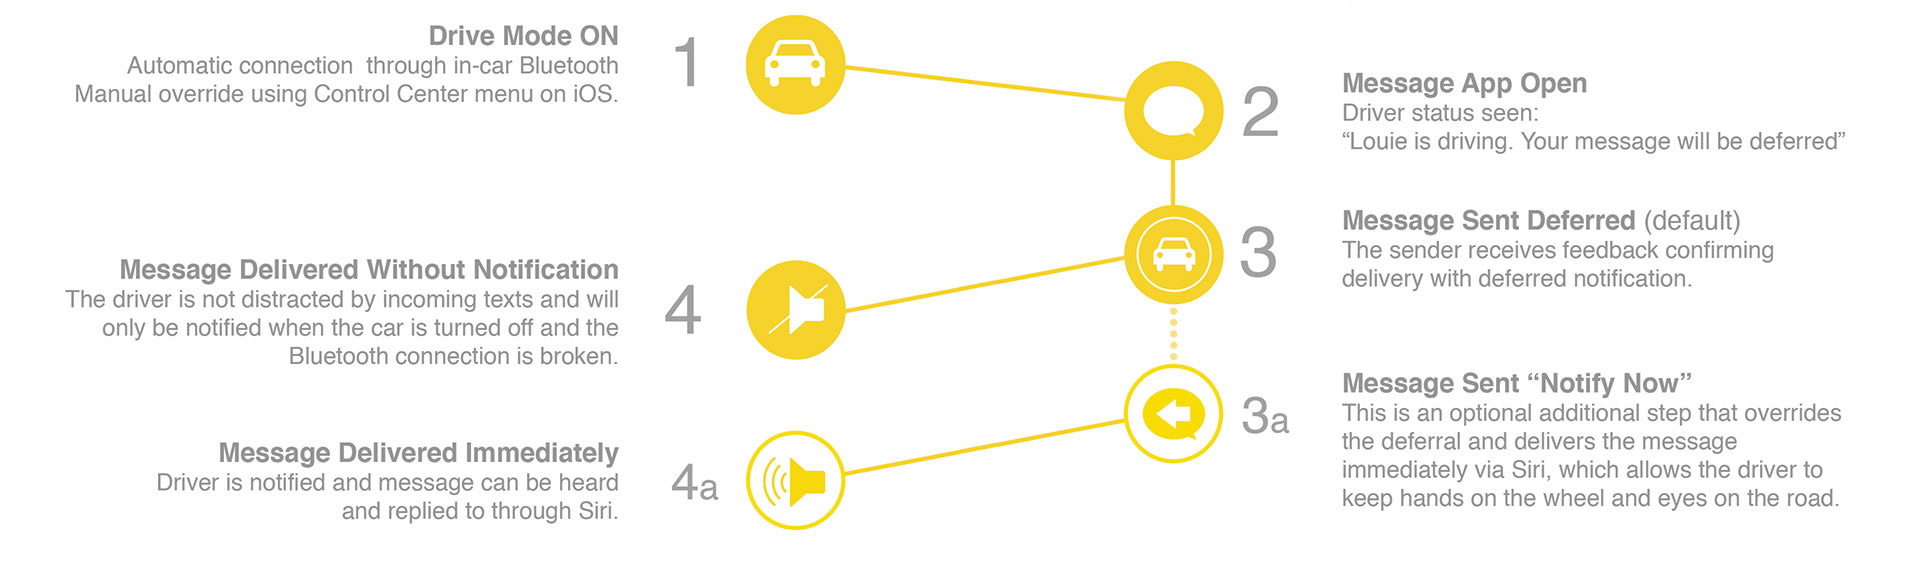 Drive Mode ON
Automatic connection through in-car Bluetooth
Manual override using Control Center menu on iOS.
1
2
Message App Open
Driver status seen:
“Louie is driving. Your message will be deferred”
3
Message Sent Deferred (default)
The sender receives feedback confirming
delivery with deferred notification.
Message Delivered Without Notification
The driver is not distracted by incoming texts and will
only be notified when the car is turned off and the
Bluetooth connection is broken.
4
3a
Message Sent “Notify Now”
This is an optional additional step that overrides
the deferral and delivers the message
immediately via Siri, which allows the driver to
keep hands on the wheel and eyes on the road.
Message Delivered Immediately
Driver is notified and message can be heard
and replied to through Siri.
4a